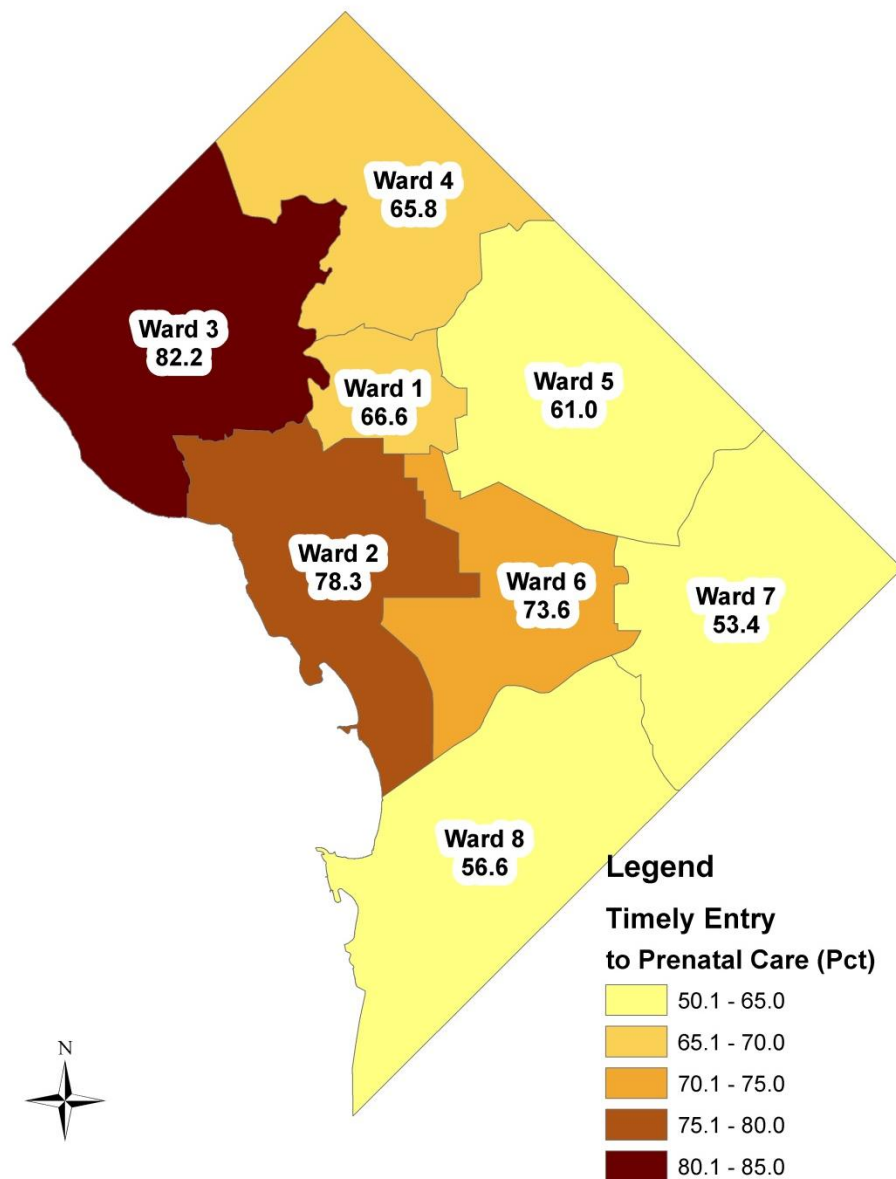 Ward 4
65.8
Ward 3
82.2
Ward 1
66.6
Ward 5
61.0
Ward 2
78.3
Ward 6
73.6
Ward 7
53.4
Ward 8
56.6
Legend
Timely Entry
to Prenatal Care (Pct)
50.1 - 65.0
65.1 - 70.0
70.1 - 75.0
75.1 - 80.0
80.1 - 85.0
N